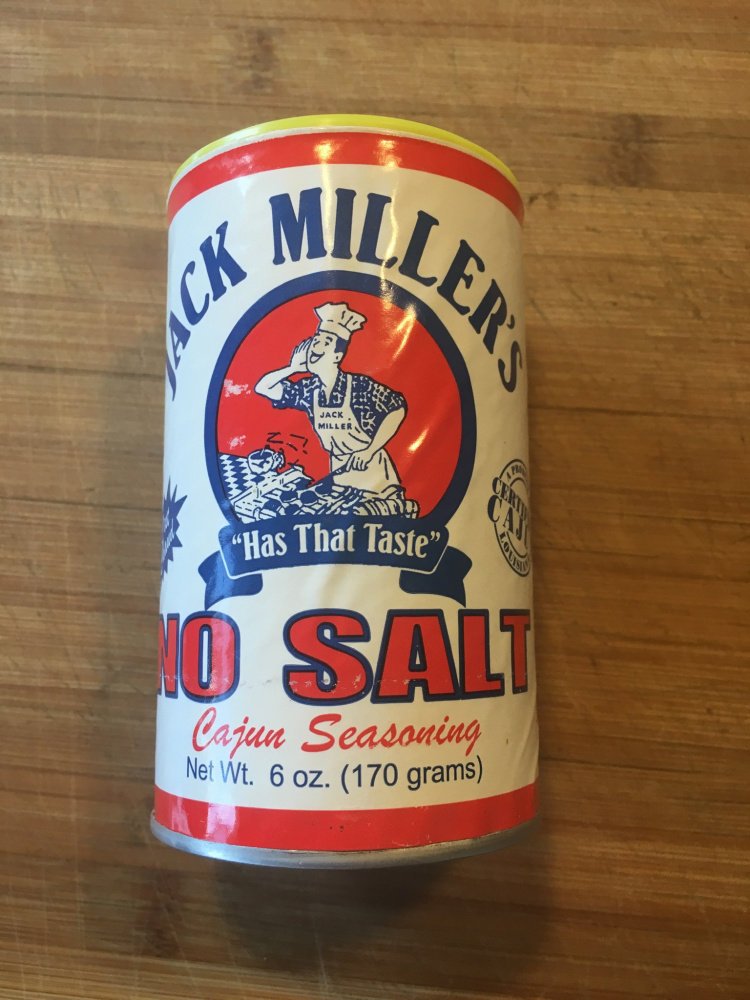 JACK MILLER'S
JACK
MILLER
"Has That Taste"
NO SALT
Cajun Seasoning
Net Wt. 6 oz. (170 grams)